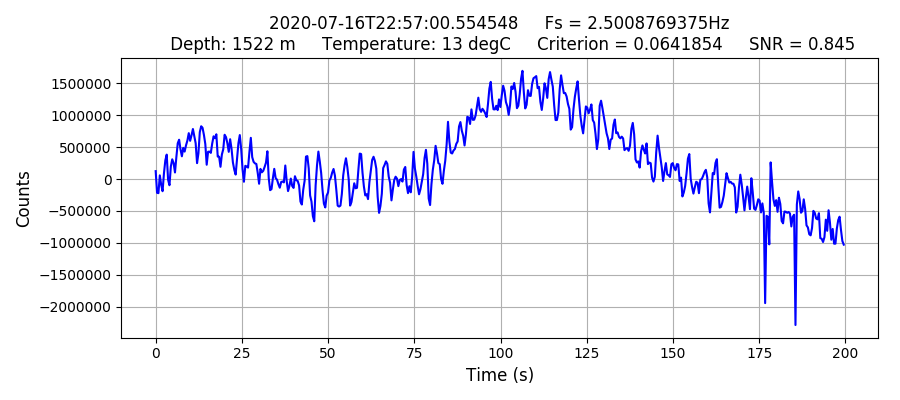 2020-07-16T22:57:00.554548 Fs = 2.5008769375Hz
Depth: 1522 m Temperature: 13 degC Criterion = 0.0641854 SNR = 0.845
Counts
1500000
1000000
500000
0
−500000
−1000000
−1500000
−2000000
0 25 50 75 100 125 150 175 200
Time (s)